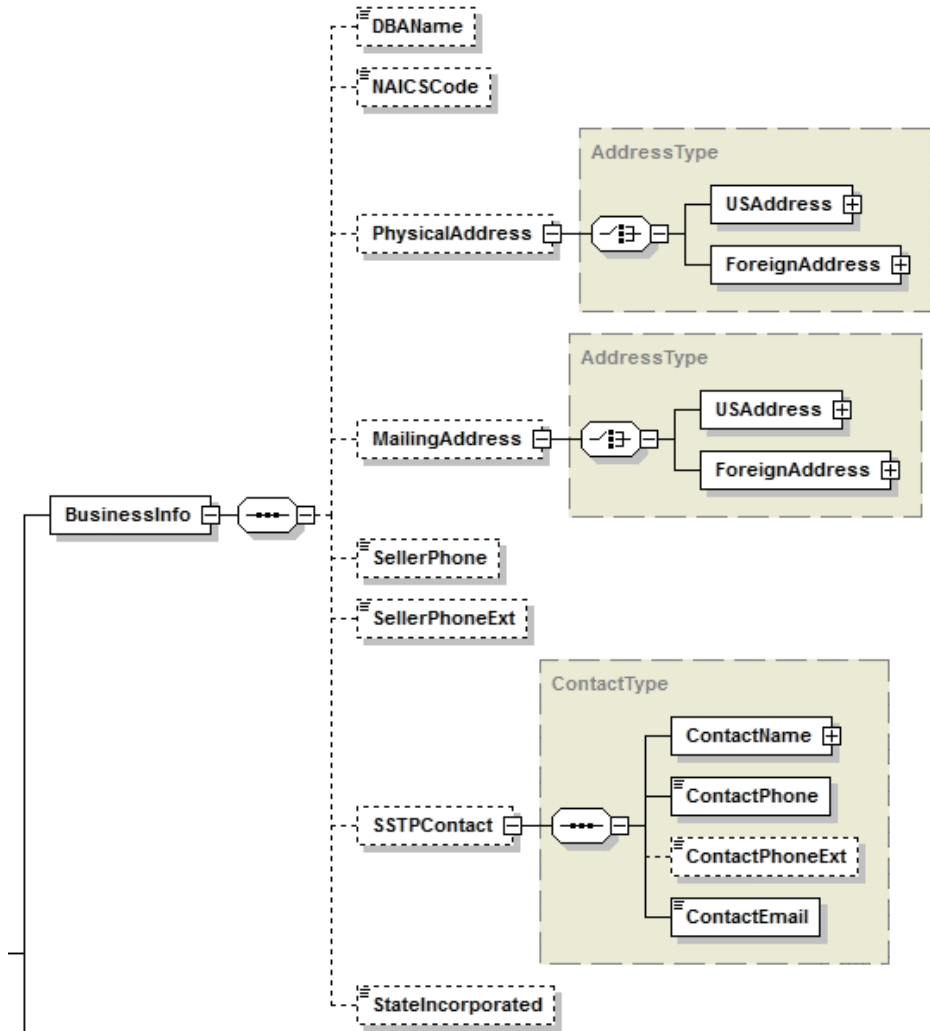 DBAName
NAICSCode
AddressType
PhysicalAddress
USAddress
ForeignAddress
AddressType
MailingAddress
USAddress
ForeignAddress
BusinessInfo
SellerPhone
SellerPhoneExt
ContactType
SSTPContact
ContactName
ContactPhone
ContactPhoneExt
ContactEmail
StateIncorporated